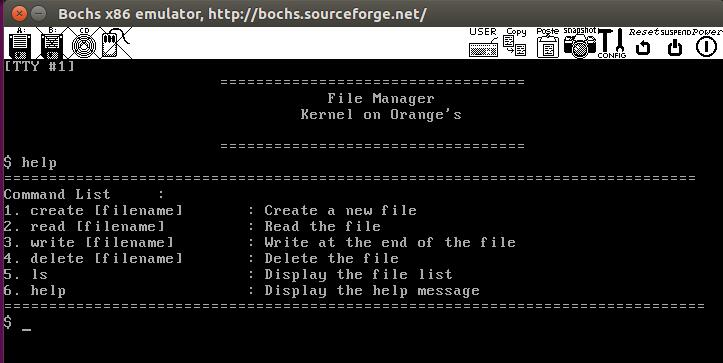 Bochs x86 emulator, http://bochs.sourceforge.net/
A: B: CD USER Copy Paste snapshot CONFIG Reset SUSPEND Power
[TTY #1]
==================================
File Manager
Kernel on Orange's
==================================
$ help
==============================================================================
Command List     :
1. create [filename]       : Create a new file
2. read [filename]         : Read the file
3. write [filename]        : Write at the end of the file
4. delete [filename]       : Delete the file
5. ls                      : Display the file list
6. help                    : Display the help message
===============================================================================
$ _